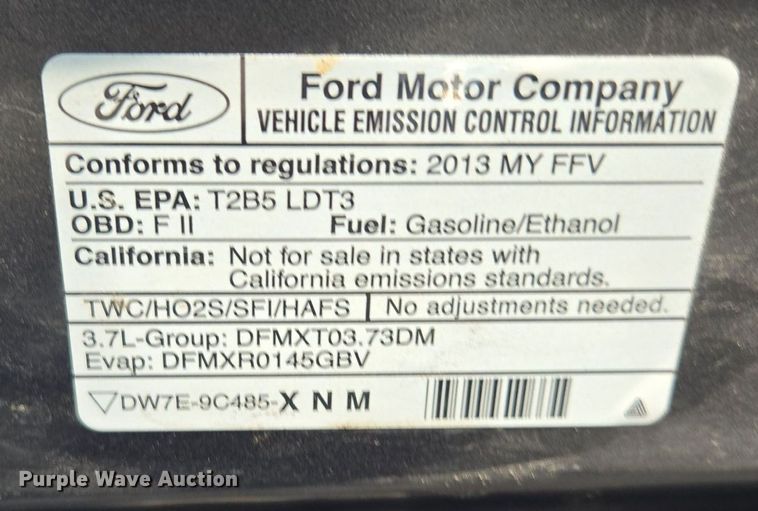 Ford
Ford Motor Company
VEHICLE EMISSION CONTROL INFORMATION
Conforms to regulations: 2013 MY FFV
U.S. EPA: T2B5 LDT3
OBD: F II Fuel: Gasoline/Ethanol
California: Not for sale in states with
California emissions standards.
TWC/HO2S/SFI/HAFS No adjustments needed.
3.7L-Group: DFMXT03.73DM
Evap: DFMXR0145GBV
DW7E-9C485-X N M
Purple Wave Auction